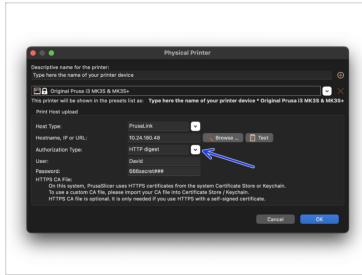 Physical Printer
Descriptive name for the printer:
Type here the name of your printer device
Original Prusa i3 MK3S & MK3S+
This printer will be shown in the presets list as: Type here the name of your printer device * Original Prusa i3 MK3S & MK3S+
Print Host upload
Host Type: PrusaLink
Hostname, IP or URL: 10.24.180.48 Browse ... Test
Authorization Type: HTTP digest
User: David
Password: 666secret###
HTTPS CA File:
On this system, PrusaSlicer uses HTTPS certificates from the system Certificate Store or Keychain.
To use a custom CA file, please import your CA file into Certificate Store / Keychain.
HTTPS CA file is optional. It is only needed if you use HTTPS with a self-signed certificate.
Cancel OK